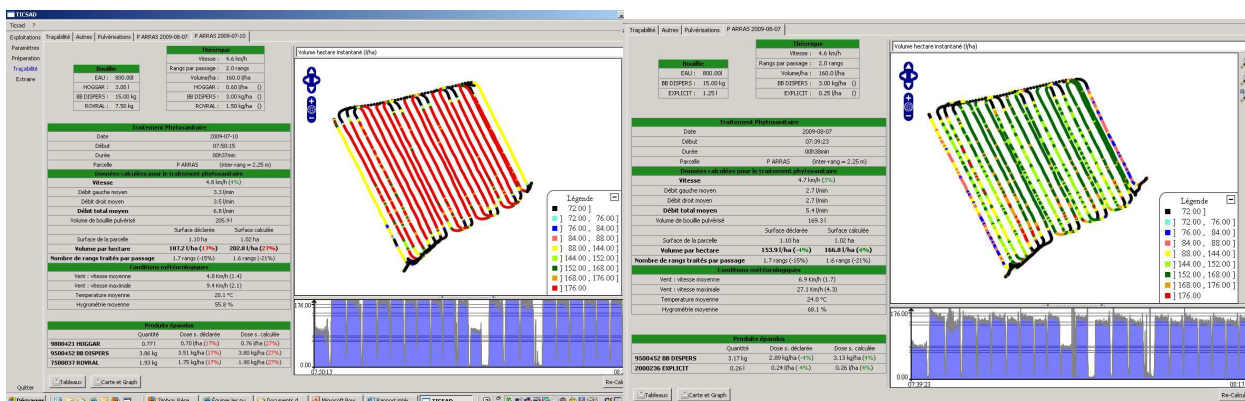 TICSAD
Ticsad ?
Exploitations
Paramètres
Préparation
Traçabilité
Extraire
Quitter
Traçabilité Autres Pulvérisations P ARRAS 2009-08-07 P ARRAS 2009-07-10
Bouillie
EAU : 800.00l
HOGGAR : 3.00 l
BB DISPERS : 15.00 kg
ROVRAL : 7.50 kg
Théorique
Vitesse : 4.6 km/h
Rangs par passage : 2.0 rangs
Volume/ha : 160.0 l/ha
HOGGAR : 0.60 l/ha ()
BB DISPERS : 3.00 kg/ha ()
ROVRAL : 1.50 kg/ha ()
Traitement Phytosanitaire
Date 2009-07-10
Début 07:50:15
Durée 00h37min
Parcelle P ARRAS (inter-rang = 2.25 m)
Données calculées pour le traitement phytosanitaire
Vitesse 4.8 km/h (4%)
Débit gauche moyen 3.3 l/min
Débit droit moyen 3.5 l/min
Débit total moyen 6.8 l/min
Volume de bouillie pulvérisé 205.9 l
Surface déclarée Surface calculée
Surface de la parcelle 1.10 ha 1.02 ha
Volume par hectare 187.2 l/ha (17%) 202.8 l/ha (27%)
Nombre de rangs traités par passage 1.7 rangs (-15%) 1.6 rangs (-21%)
Conditions météorologiques
Vent : vitesse moyenne 4.8 Km/h (1.4)
Vent : vitesse maximale 9.4 Km/h (2.1)
Temperature moyenne 20.1 °C
Hygrométrie moyenne 55.8 %
Produits épandus
Quantité Dose s. déclarée Dose s. calculée
9800421 HOGGAR 0.77 l 0.70 l/ha (17%) 0.76 l/ha (27%)
9500452 BB DISPERS 3.86 kg 3.51 kg/ha (17%) 3.80 kg/ha (27%)
7500037 ROVRAL 1.93 kg 1.75 kg/ha (17%) 1.90 kg/ha (27%)
Tableaux Carte et Graph
Volume hectare instantané (l/ha)
Légende
72.00 ]
] 72.00 , 76.00 ]
] 76.00 , 84.00 ]
] 84.00 , 88.00 ]
] 88.00 , 144.00 ]
] 144.00 , 152.00 ]
] 152.00 , 168.00 ]
] 168.00 , 176.00 ]
] 176.00
176.00
0.00
07:50:15
Re-Calc
Démarrer
TICSAD
Traçabilité Autres Pulvérisations P ARRAS 2009-08-07
Bouillie
EAU : 800.00l
BB DISPERS : 15.00 kg
EXPLICIT : 1.25 l
Théorique
Vitesse : 4.6 km/h
Rangs par passage : 2.0 rangs
Volume/ha : 160.0 l/ha
BB DISPERS : 3.00 kg/ha ()
EXPLICIT : 0.25 l/ha ()
Traitement Phytosanitaire
Date 2009-08-07
Début 07:39:23
Durée 00h38min
Parcelle P ARRAS (inter-rang = 2.25 m)
Données calculées pour le traitement phytosanitaire
Vitesse 4.7 km/h (3%)
Débit gauche moyen 2.7 l/min
Débit droit moyen 2.7 l/min
Débit total moyen 5.4 l/min
Volume de bouillie pulvérisé 169.3 l
Surface déclarée Surface calculée
Surface de la parcelle 1.10 ha 1.02 ha
Volume par hectare 153.9 l/ha (-4%) 166.8 l/ha (4%)
Nombre de rangs traités par passage 1.7 rangs (-15%) 1.6 rangs (-21%)
Conditions météorologiques
Vent : vitesse moyenne 6.9 Km/h (1.7)
Vent : vitesse maximale 27.1 Km/h (4.3)
Temperature moyenne 24.0 °C
Hygrométrie moyenne 68.1 %
Produits épandus
Quantité Dose s. déclarée Dose s. calculée
9500452 BB DISPERS 3.17 kg 2.89 kg/ha (-4%) 3.13 kg/ha (4%)
2000236 EXPLICIT 0.26 l 0.24 l/ha (-4%) 0.26 l/ha (4%)
Tableaux Carte et Graph
Volume hectare instantané (l/ha)
Légende
72.00 ]
] 72.00 , 76.00 ]
] 76.00 , 84.00 ]
] 84.00 , 88.00 ]
] 88.00 , 144.00 ]
] 144.00 , 152.00 ]
] 152.00 , 168.00 ]
] 168.00 , 176.00 ]
] 176.00
176.00
0.00
07:39:23
08:17
Re-Calcu